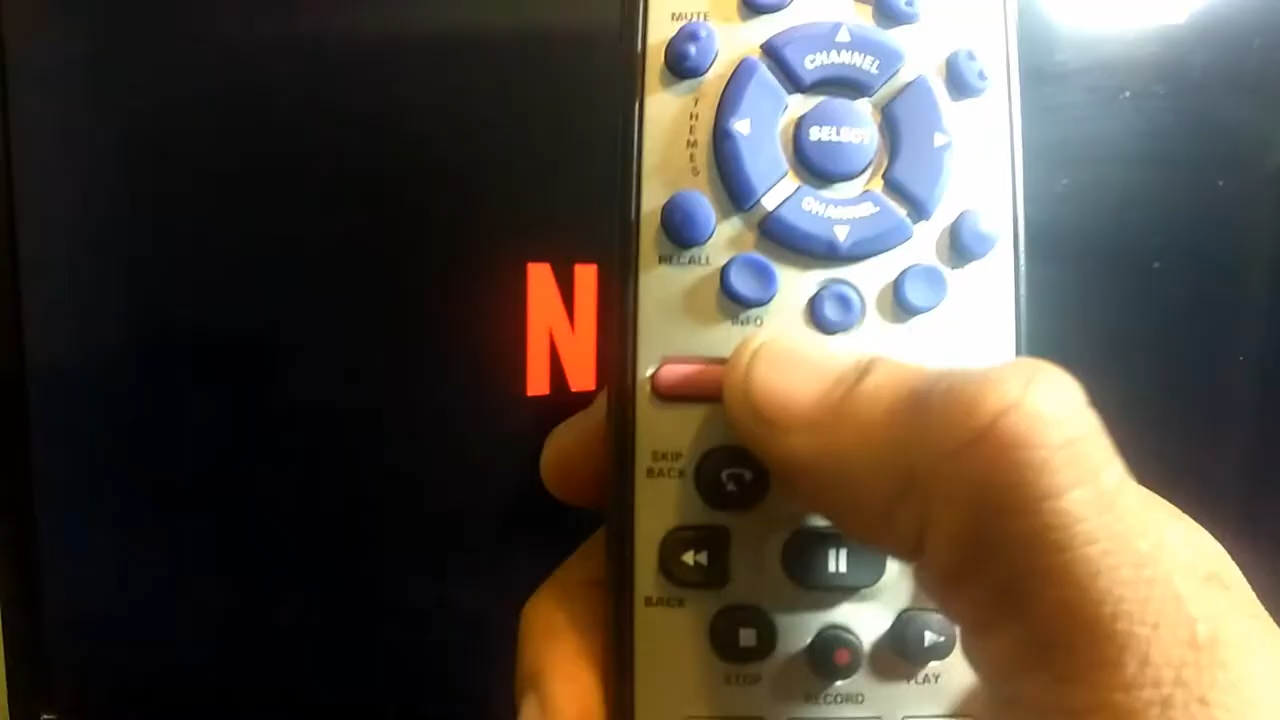 MUTE
CHANNEL
THEMES
SELECT
CHANNEL
RECALL
INFO
N
SKIP
BACK
BACK
STOP
RECORD
PLAY